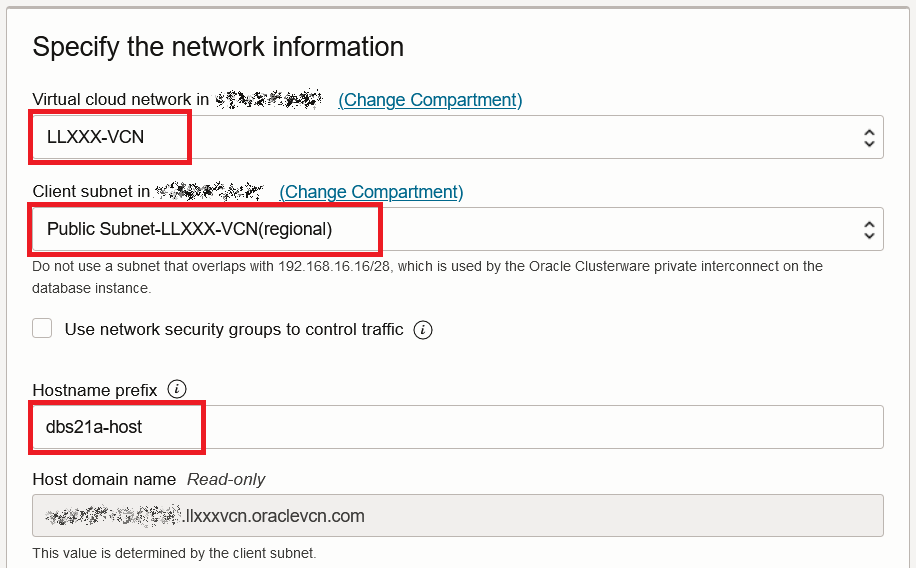 Specify the network information
Virtual cloud network in (Change Compartment)
LLXXX-VCN
Client subnet in (Change Compartment)
Public Subnet-LLXXX-VCN(regional)
Do not use a subnet that overlaps with 192.168.16.16/28, which is used by the Oracle Clusterware private interconnect on the
database instance.
Use network security groups to control traffic i
Hostname prefix i
dbs21a-host
Host domain name Read-only
.llxxxvcn.oraclevcn.com
This value is determined by the client subnet.